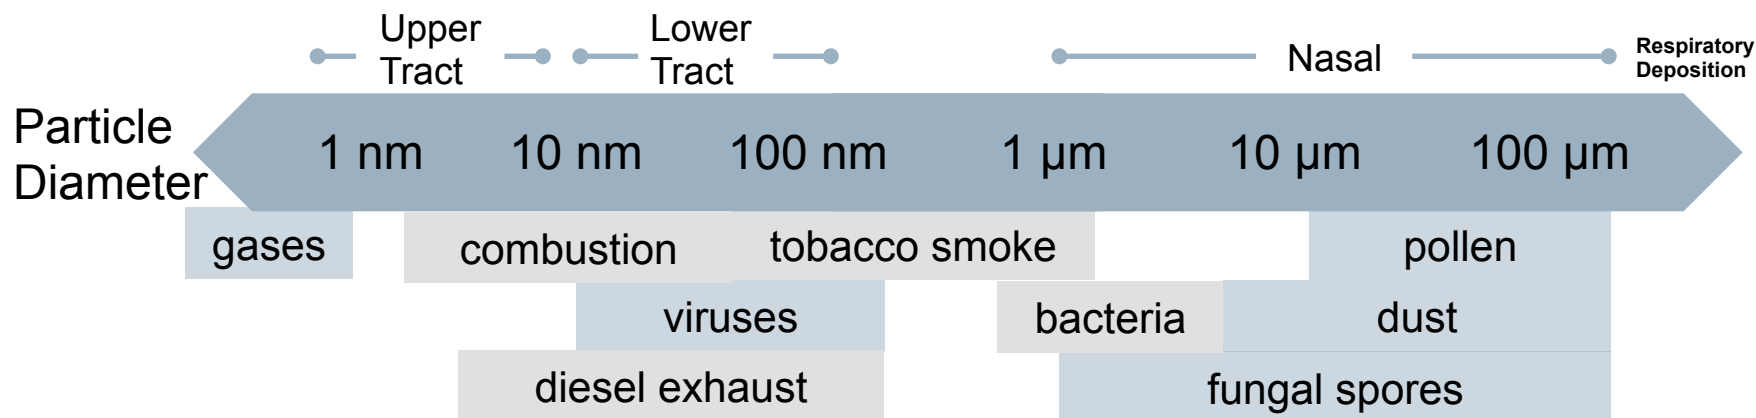 Upper
Tract
Lower
Tract
Nasal
Respiratory
Deposition
Particle
Diameter
1 nm 10 nm 100 nm 1 µm 10 µm 100 µm
gases combustion tobacco smoke pollen
viruses bacteria dust
diesel exhaust fungal spores